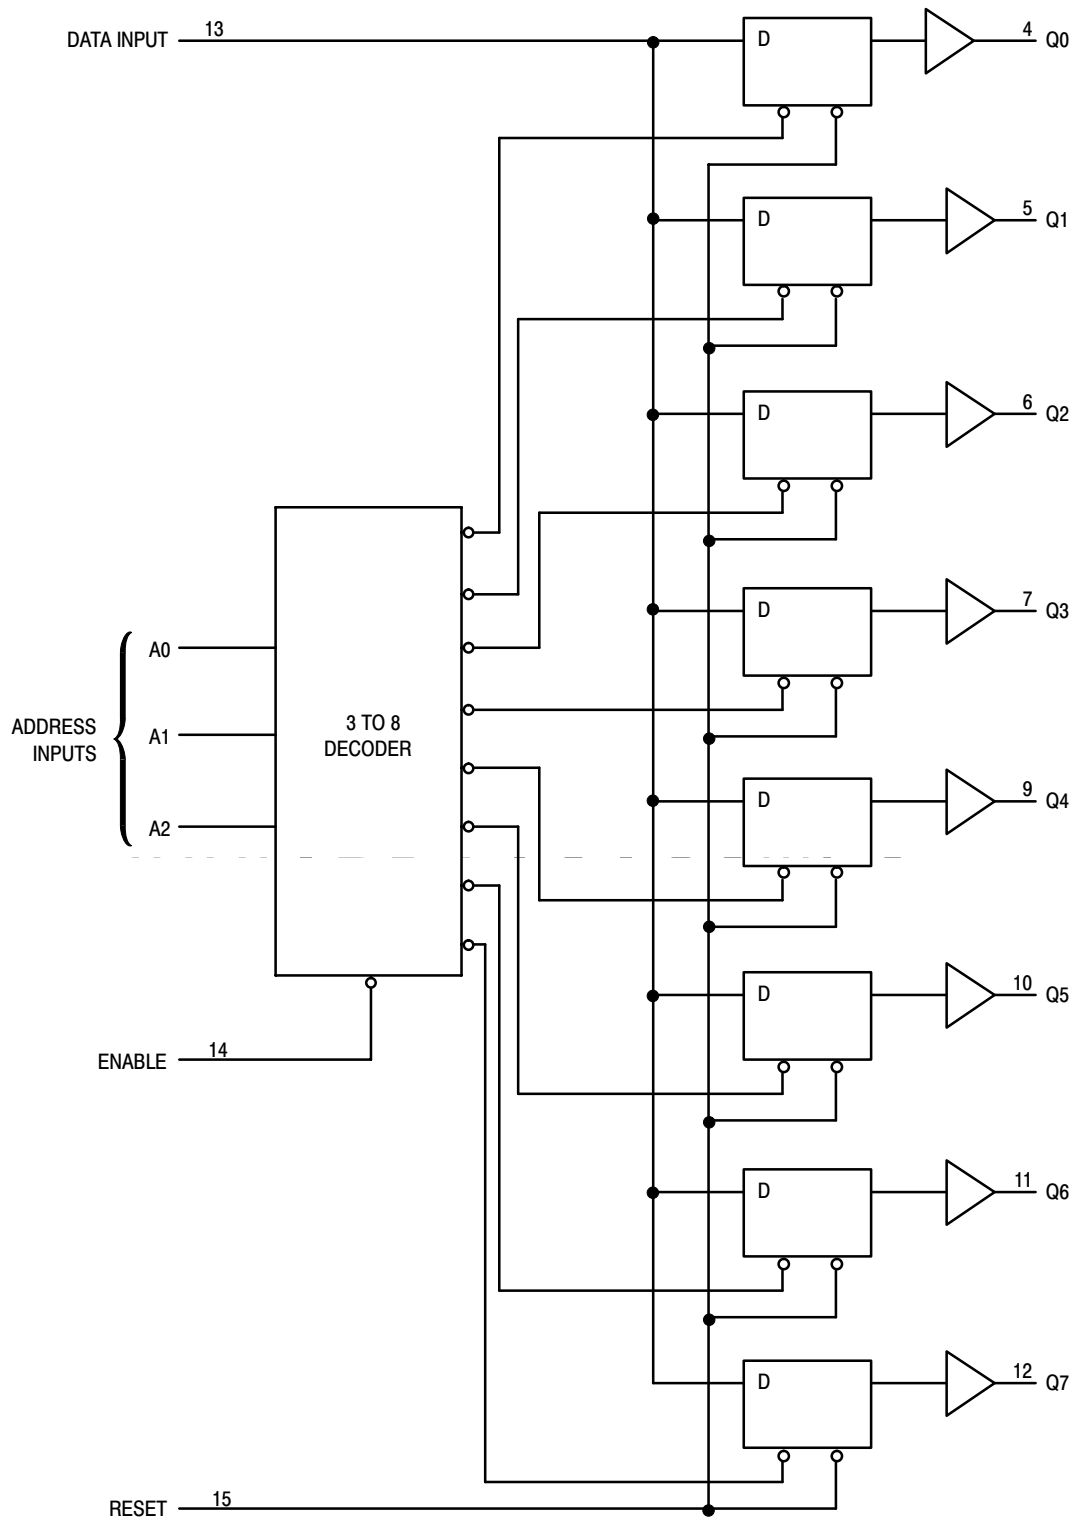 DATA INPUT 13 D 4 Q0
D 5 Q1
D 6 Q2
D 7 Q3
A0
ADDRESS INPUTS
A1
3 TO 8 DECODER
A2
D 9 Q4
D 10 Q5
ENABLE 14
D 11 Q6
D 12 Q7
RESET 15